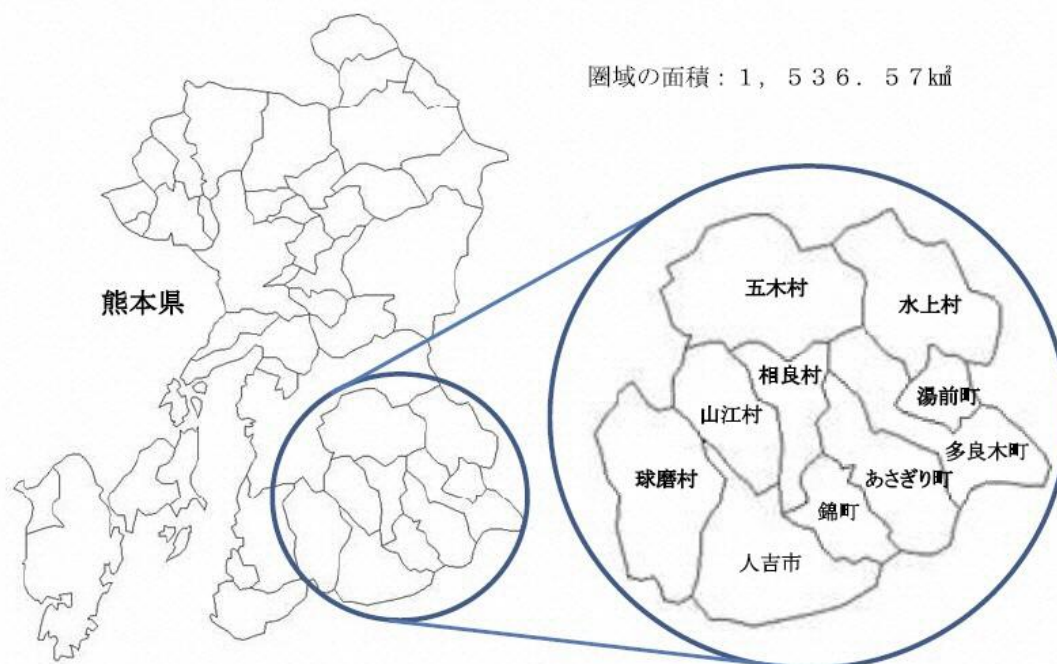 圏域の面積：１，５３６．５７㎢
熊本県
五木村
水上村
相良村
湯前町
山江村
多良木町
球磨村
あさぎり町
錦町
人吉市